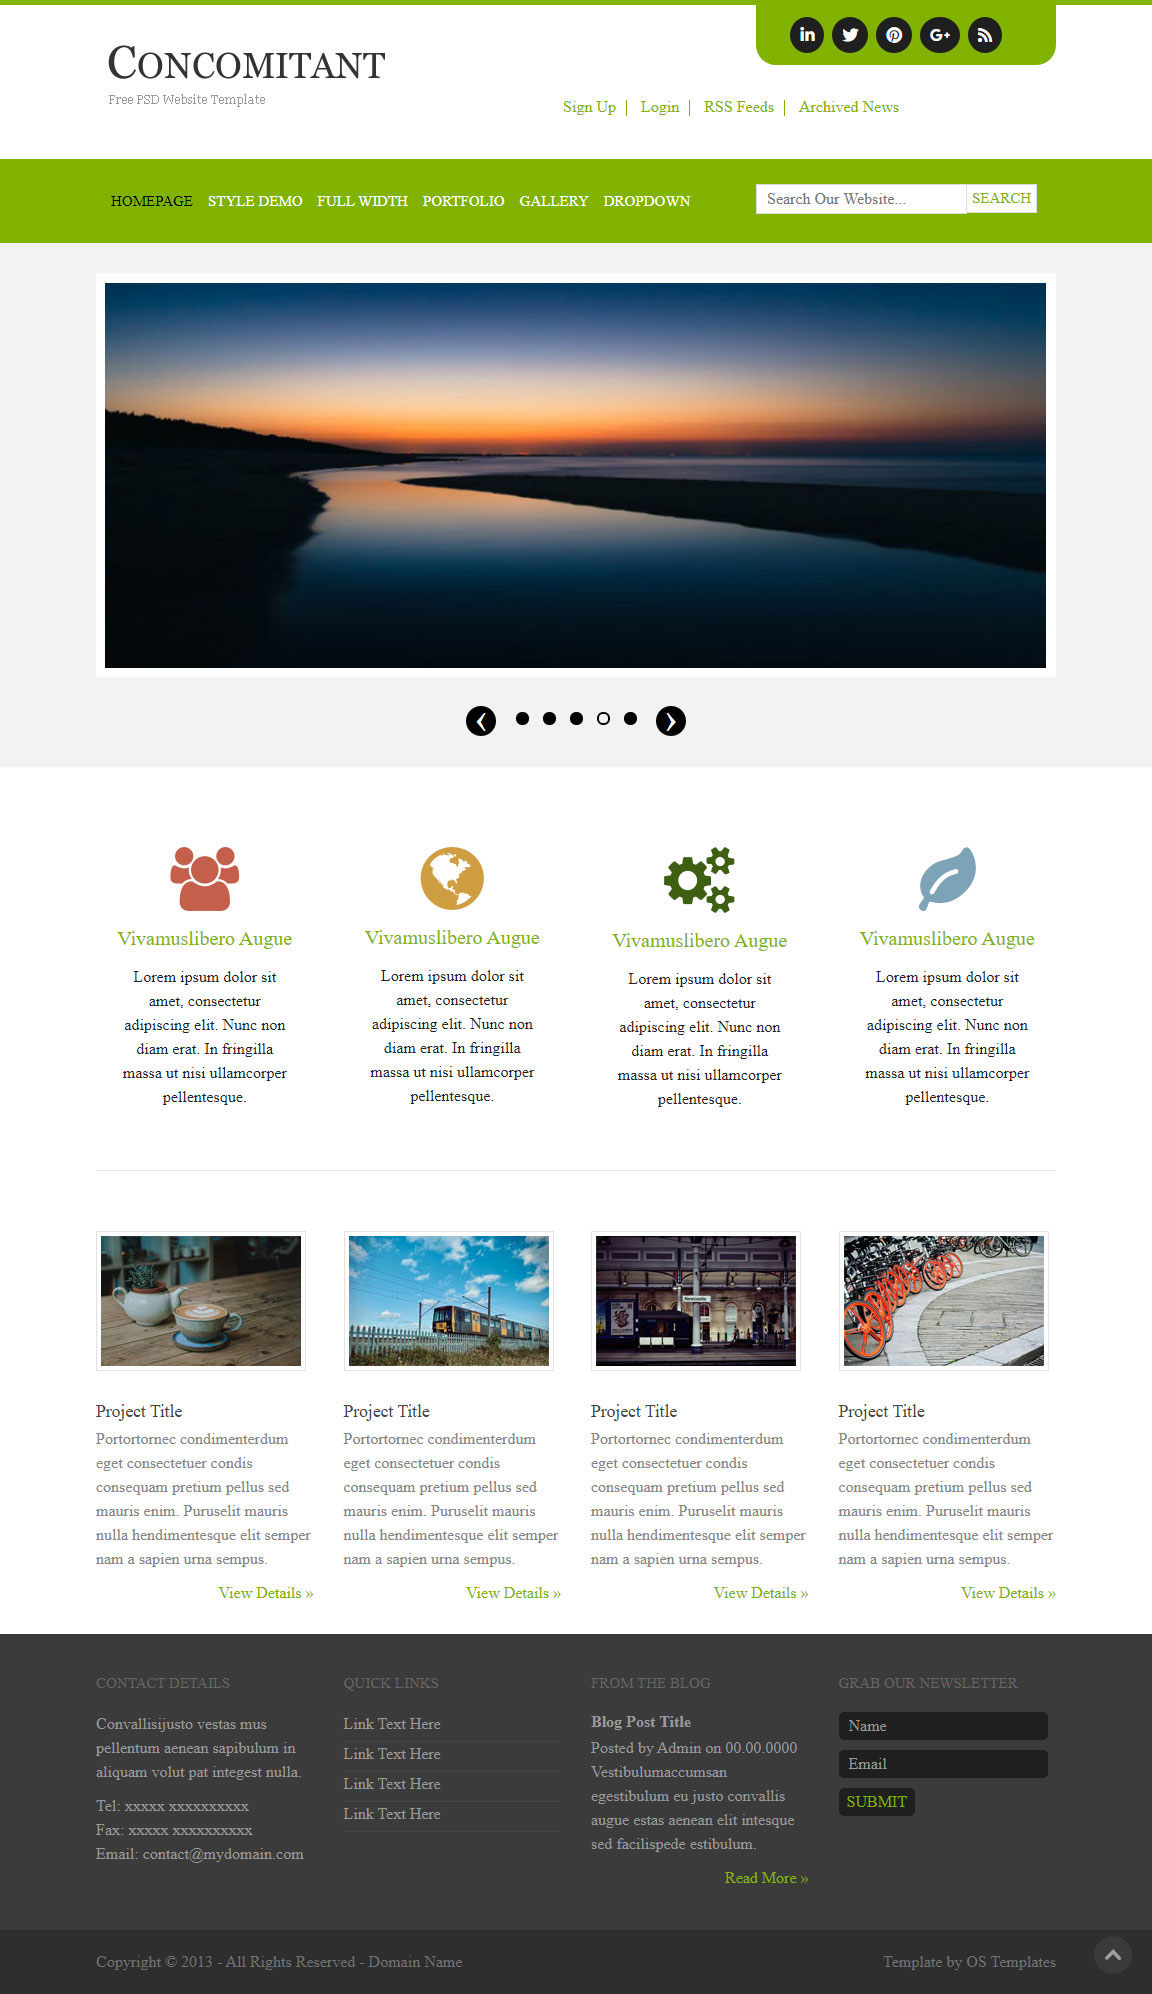 CONCOMITANT
Free PSD Website Template
Sign Up | Login | RSS Feeds | Archived News
HOMEPAGE STYLE DEMO FULL WIDTH PORTFOLIO GALLERY DROPDOWN
Search Our Website... SEARCH
Vivamuslibero Augue
Lorem ipsum dolor sit
amet, consectetur
adipiscing elit. Nunc non
diam erat. In fringilla
massa ut nisi ullamcorper
pellentesque.
Vivamuslibero Augue
Lorem ipsum dolor sit
amet, consectetur
adipiscing elit. Nunc non
diam erat. In fringilla
massa ut nisi ullamcorper
pellentesque.
Vivamuslibero Augue
Lorem ipsum dolor sit
amet, consectetur
adipiscing elit. Nunc non
diam erat. In fringilla
massa ut nisi ullamcorper
pellentesque.
Vivamuslibero Augue
Lorem ipsum dolor sit
amet, consectetur
adipiscing elit. Nunc non
diam erat. In fringilla
massa ut nisi ullamcorper
pellentesque.
Project Title
Portortornec condimenterdum
eget consectetuer condis
consequam pretium pellus sed
mauris enim. Puruselit mauris
nulla hendimentesque elit semper
nam a sapien urna sempus.
View Details »
Project Title
Portortornec condimenterdum
eget consectetuer condis
consequam pretium pellus sed
mauris enim. Puruselit mauris
nulla hendimentesque elit semper
nam a sapien urna sempus.
View Details »
Newcastle
Project Title
Portortornec condimenterdum
eget consectetuer condis
consequam pretium pellus sed
mauris enim. Puruselit mauris
nulla hendimentesque elit semper
nam a sapien urna sempus.
View Details »
Project Title
Portortornec condimenterdum
eget consectetuer condis
consequam pretium pellus sed
mauris enim. Puruselit mauris
nulla hendimentesque elit semper
nam a sapien urna sempus.
View Details »
CONTACT DETAILS
Convallisijusto vestas mus
pellentum aenean sapibulum in
aliquam volut pat integest nulla.
Tel: xxxxx xxxxxxxxxx
Fax: xxxxx xxxxxxxxxx
Email: contact@mydomain.com
QUICK LINKS
Link Text Here
Link Text Here
Link Text Here
Link Text Here
FROM THE BLOG
Blog Post Title
Posted by Admin on 00.00.0000
Vestibulumaccumsan
egestibulum eu justo convallis
augue estas aenean elit intesque
sed facilispede estibulum.
Read More »
GRAB OUR NEWSLETTER
Name
Email
SUBMIT
Copyright © 2013 - All Rights Reserved - Domain Name
Template by OS Templates